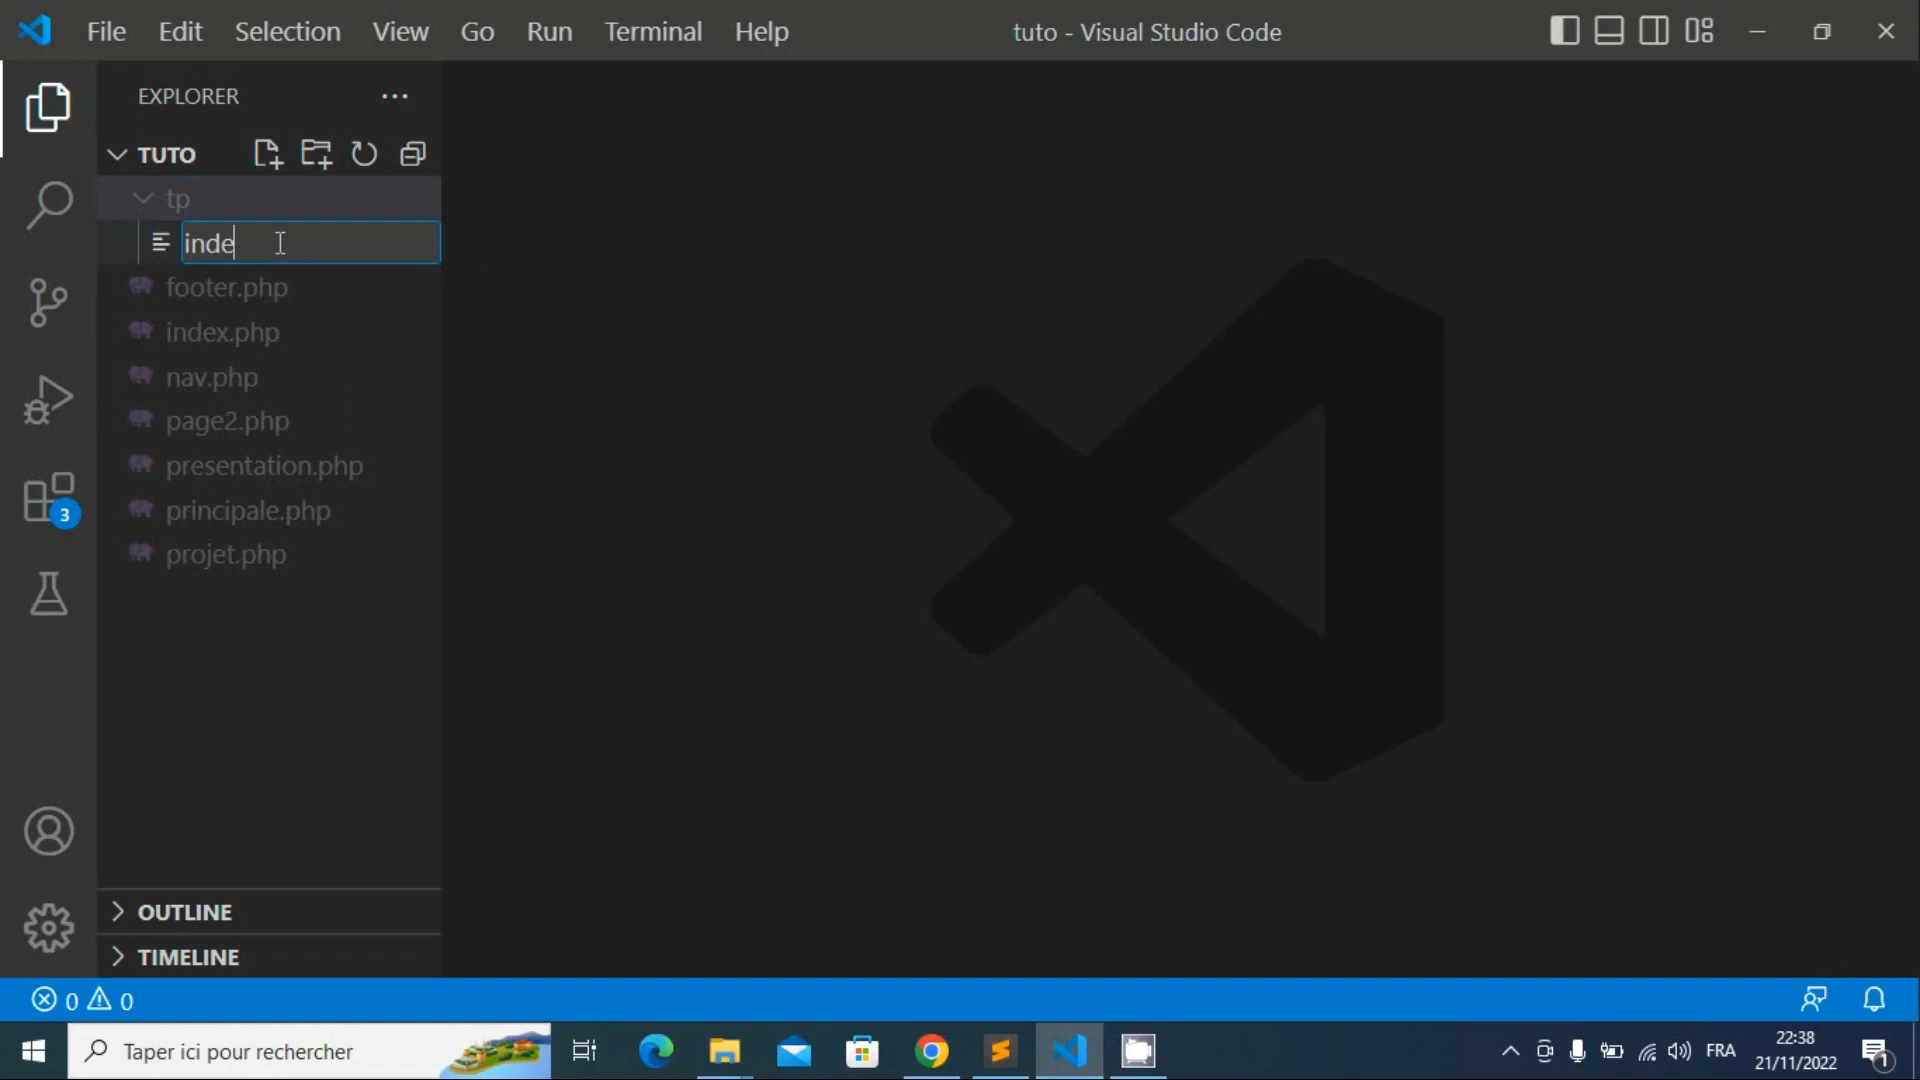 File Edit Selection View Go Run Terminal Help tuto - Visual Studio Code
EXPLORER
TUTO
tp
inde
footer.php
index.php
nav.php
page2.php
presentation.php
principale.php
projet.php
3
OUTLINE
TIMELINE
0 0
Taper ici pour rechercher
FRA
22:38
21/11/2022
1